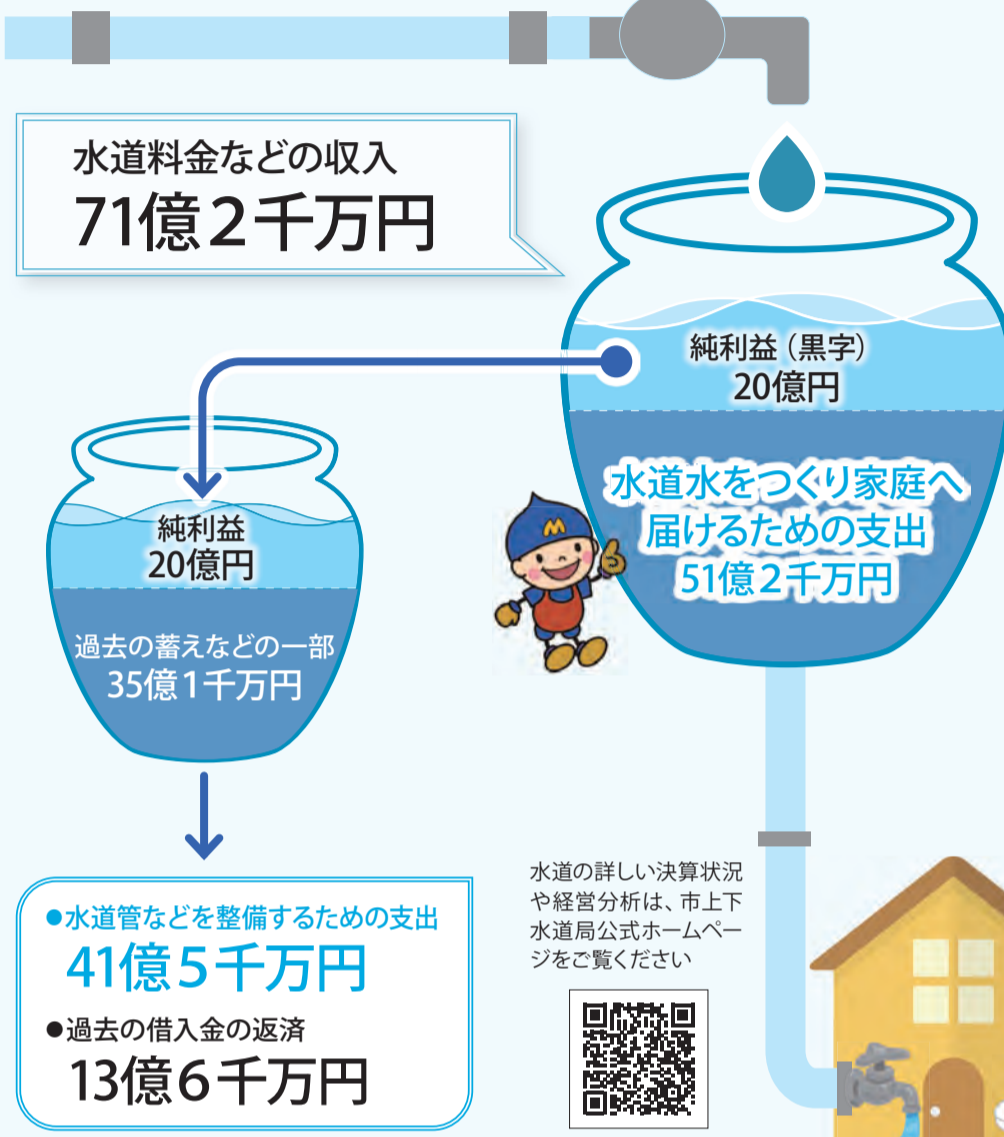 水道料金などの収入
71億2千万円
純利益（黒字）
20億円
水道水をつくり家庭へ
届けるための支出
51億2千万円
純利益
20億円
過去の蓄えなどの一部
35億1千万円
M
●水道管などを整備するための支出
41億5千万円
●過去の借入金の返済
13億6千万円
水道の詳しい決算状況
や経営分析は、市上下
水道局公式ホームペー
ジをご覧ください